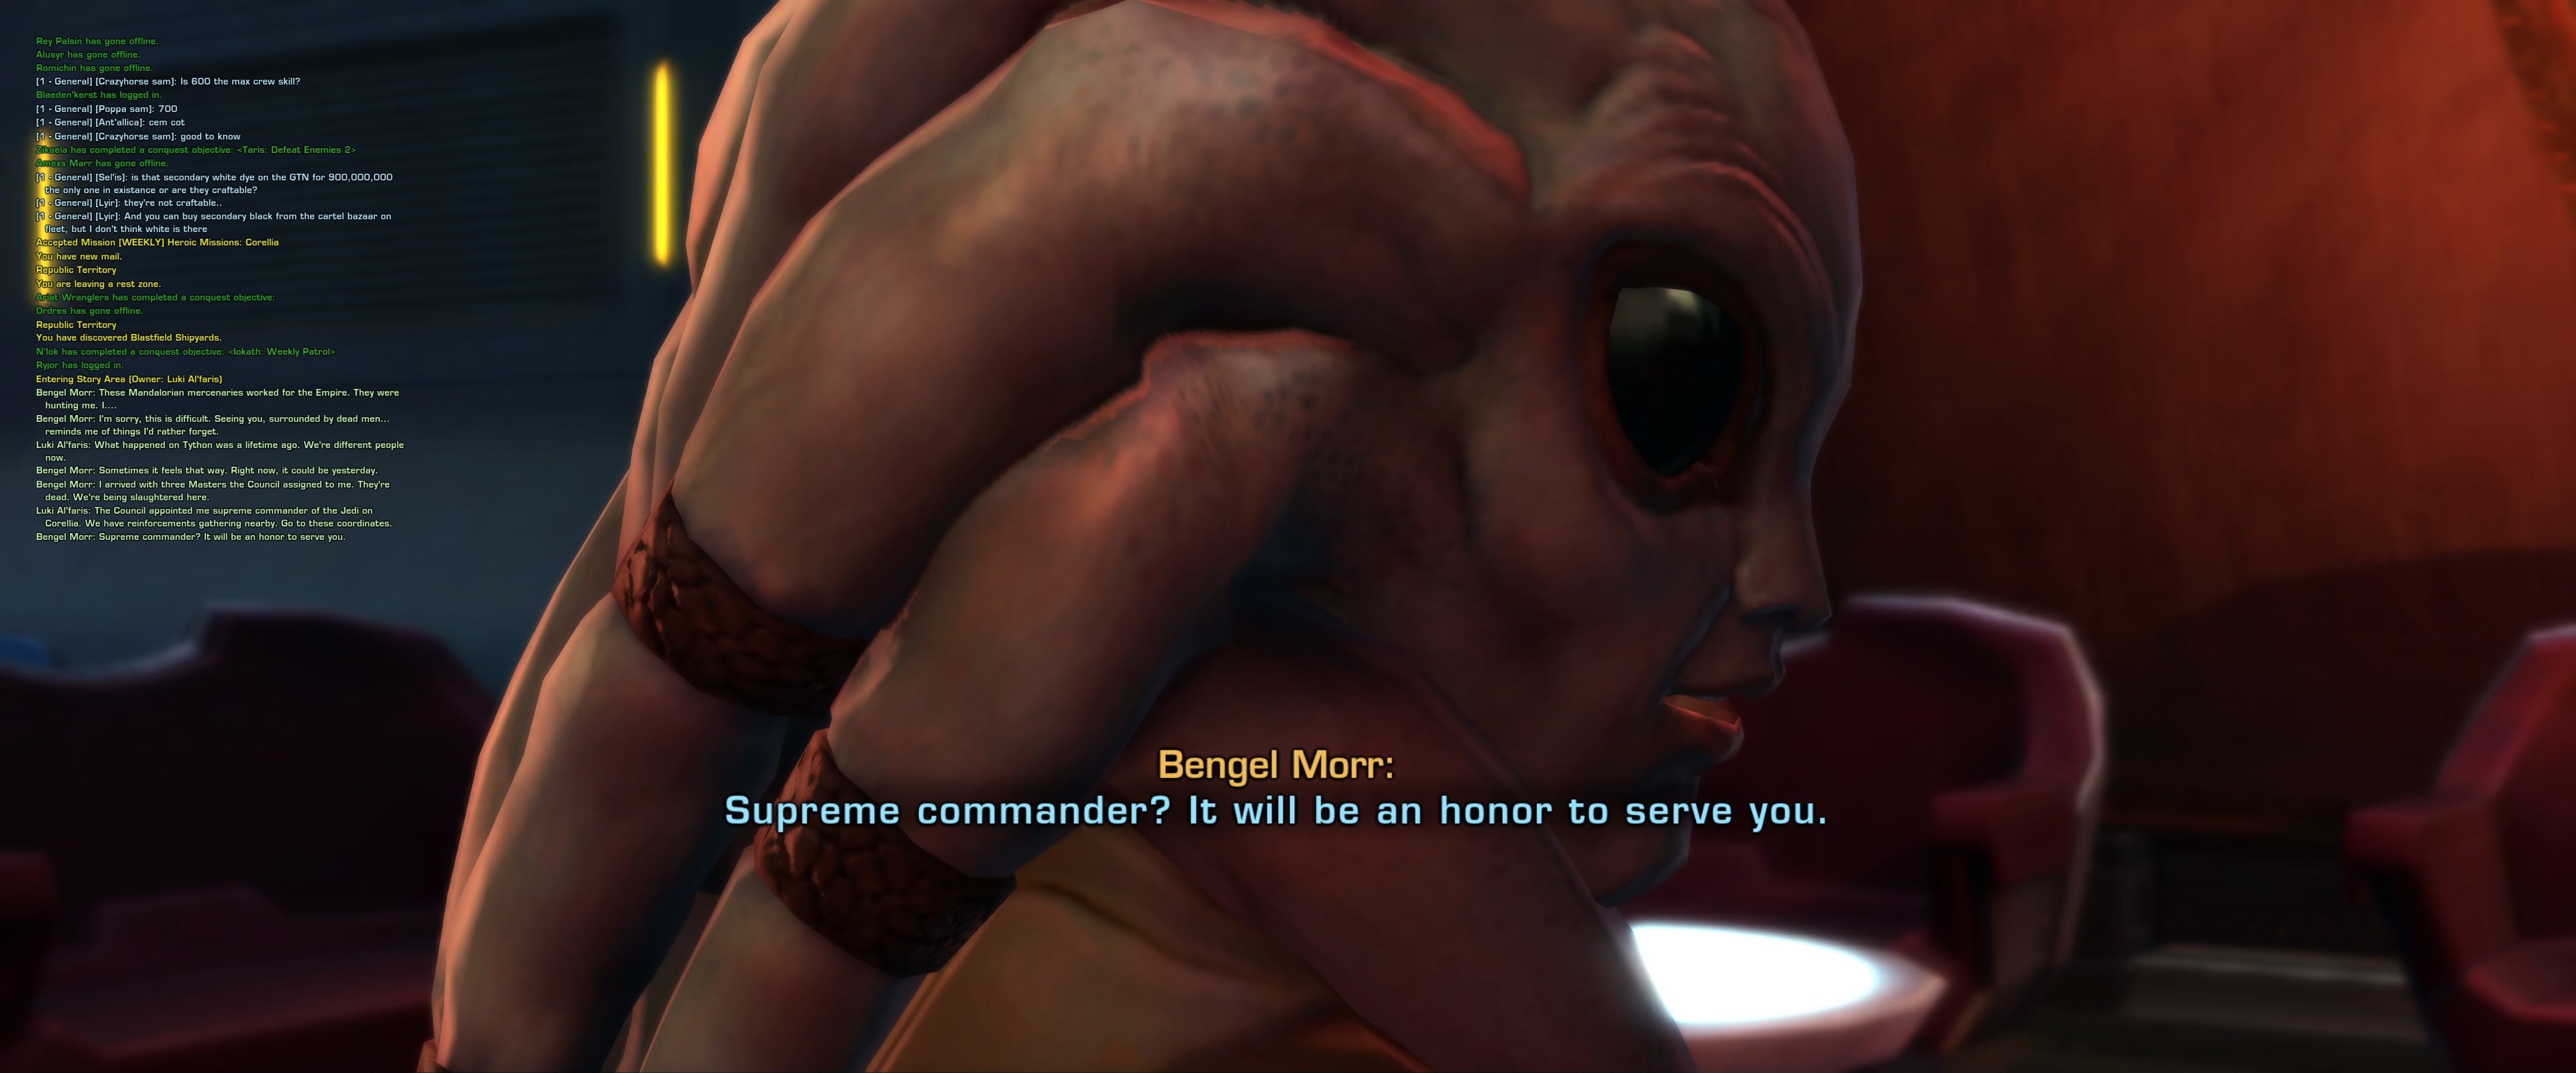 Rey Palsin has gone offline.
Alusyr has gone offline.
Romichin has gone offline.
[1 - General] [Crazyhorse sam]: Is 600 the max crew skill?
Blaeden'kerst has logged in.
[1 - General] [Poppa sam]: 700
[1 - General] [Ant'allica]: cem cot
[1 - General] [Crazyhorse sam]: good to know
Zikaela has completed a conquest objective: <Taris: Defeat Enemies 2>
Amexs Marr has gone offline.
[1 - General] [Sel'is]: is that secondary white dye on the GTN for 900,000,000
the only one in existance or are they craftable?
[1 - General] [Lyir]: they're not craftable..
[1 - General] [Lyir]: And you can buy secondary black from the cartel bazaar on
fleet, but I don't think white is there
Accepted Mission [WEEKLY] Heroic Missions: Corellia
You have new mail.
Republic Territory
You are leaving a rest zone.
Ariat Wranglers has completed a conquest objective:
Ordres has gone offline.
Republic Territory
You have discovered Blastfield Shipyards.
N'lok has completed a conquest objective: <Iokath: Weekly Patrol>
Ryjor has logged in.
Entering Story Area (Owner: Luki Al'faris)
Bengel Morr: These Mandalorian mercenaries worked for the Empire. They were
hunting me. I....
Bengel Morr: I'm sorry, this is difficult. Seeing you, surrounded by dead men...
reminds me of things I'd rather forget.
Luki Al'faris: What happened on Tython was a lifetime ago. We're different people
now.
Bengel Morr: Sometimes it feels that way. Right now, it could be yesterday.
Bengel Morr: I arrived with three Masters the Council assigned to me. They're
dead. We're being slaughtered here.
Luki Al'faris: The Council appointed me supreme commander of the Jedi on
Corellia. We have reinforcements gathering nearby. Go to these coordinates.
Bengel Morr: Supreme commander? It will be an honor to serve you.
Bengel Morr:
Supreme commander? It will be an honor to serve you.